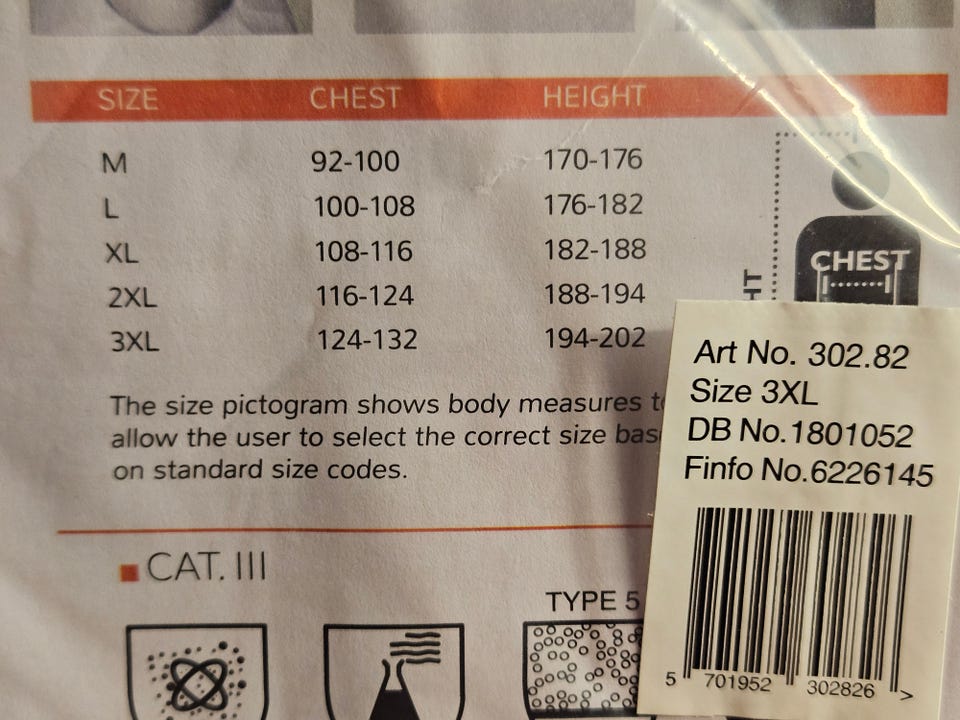 SIZE CHEST HEIGHT
M 92-100 170-176
L 100-108 176-182
XL 108-116 182-188
2XL 116-124 188-194
3XL 124-132 194-202
CHEST
The size pictogram shows body measures
allow the user to select the correct size
on standard size codes.
CAT. III
TYPE 5
Art No. 302.82
Size 3XL
DB No.1801052
Finfo No.6226145
5 701952 302826 >